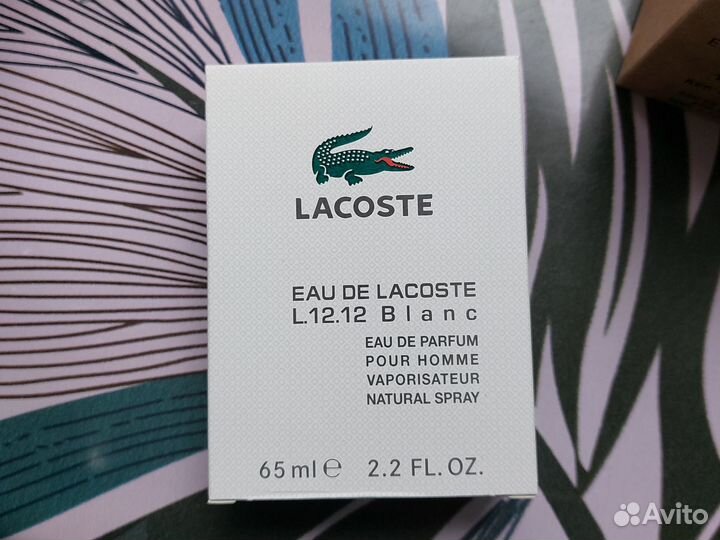 LACOSTE
EAU DE LACOSTE
L.12.12 Blanc
EAU DE PARFUM
POUR HOMME
VAPORISATEUR
NATURAL SPRAY
65 ml ℮ 2.2 FL. OZ.
Avito